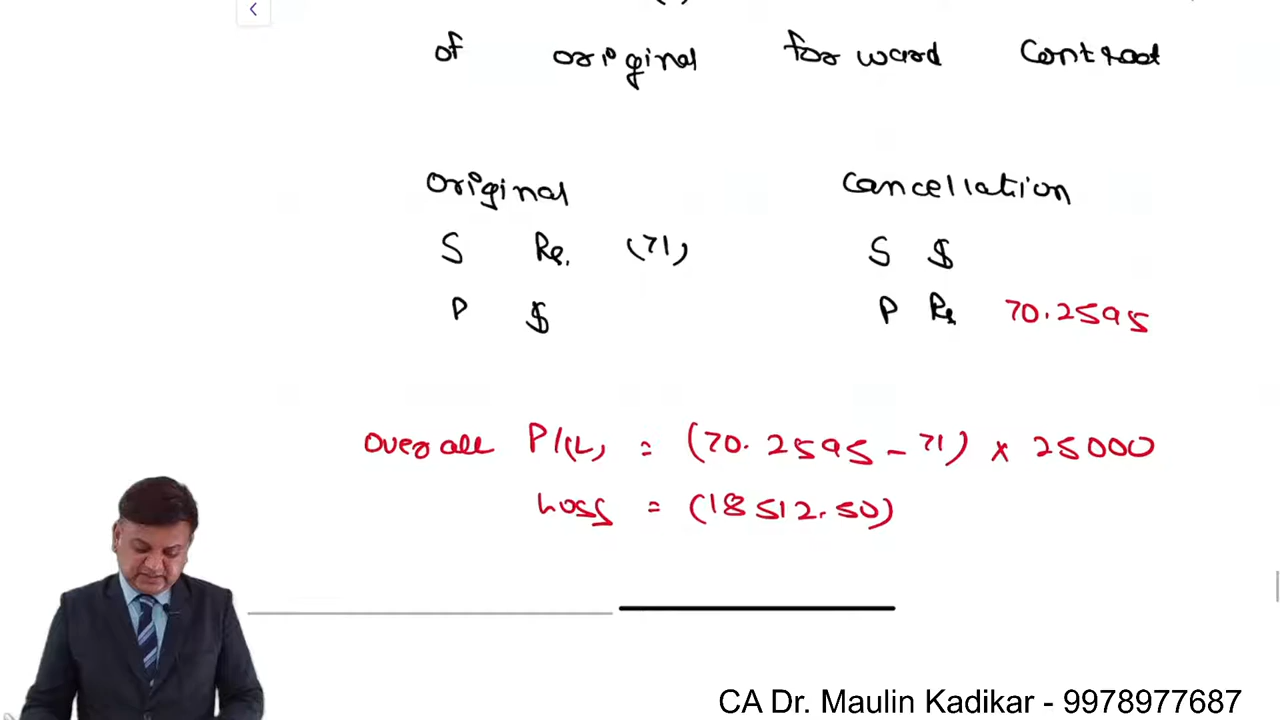 of original forward contract
original cancellation
S Rs. (71) S $
P $ P Rs 70.2595
Overall P/(L) = (70.2595 - 71) x 25000
Loss = (18512.50)
CA Dr. Maulin Kadikar - 9978977687